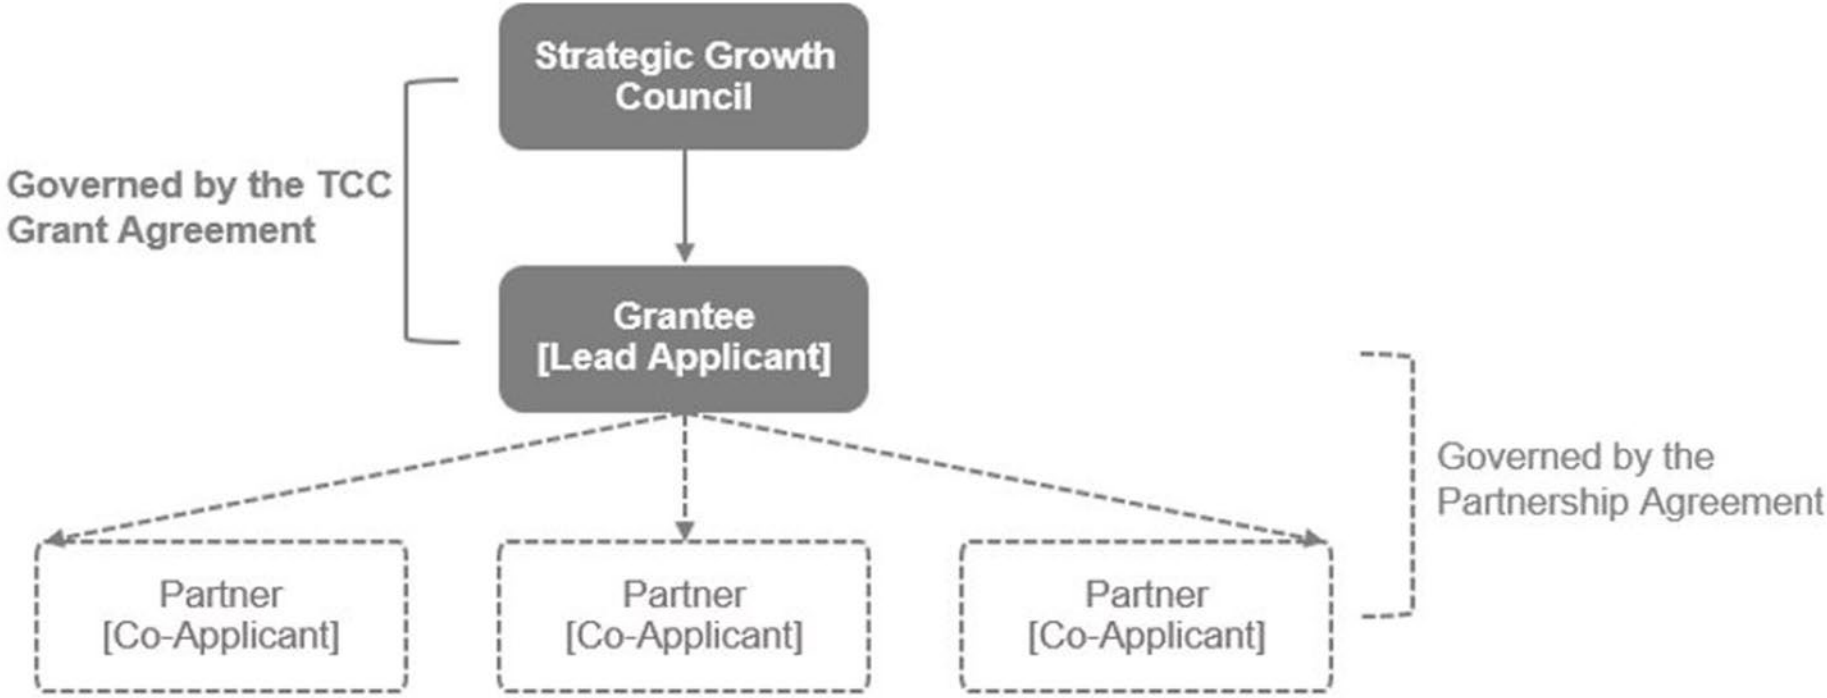 Strategic Growth
Council
Governed by the TCC
Grant Agreement
Grantee
[Lead Applicant]
Governed by the
Partnership Agreement
Partner
[Co-Applicant]
Partner
[Co-Applicant]
Partner
[Co-Applicant]